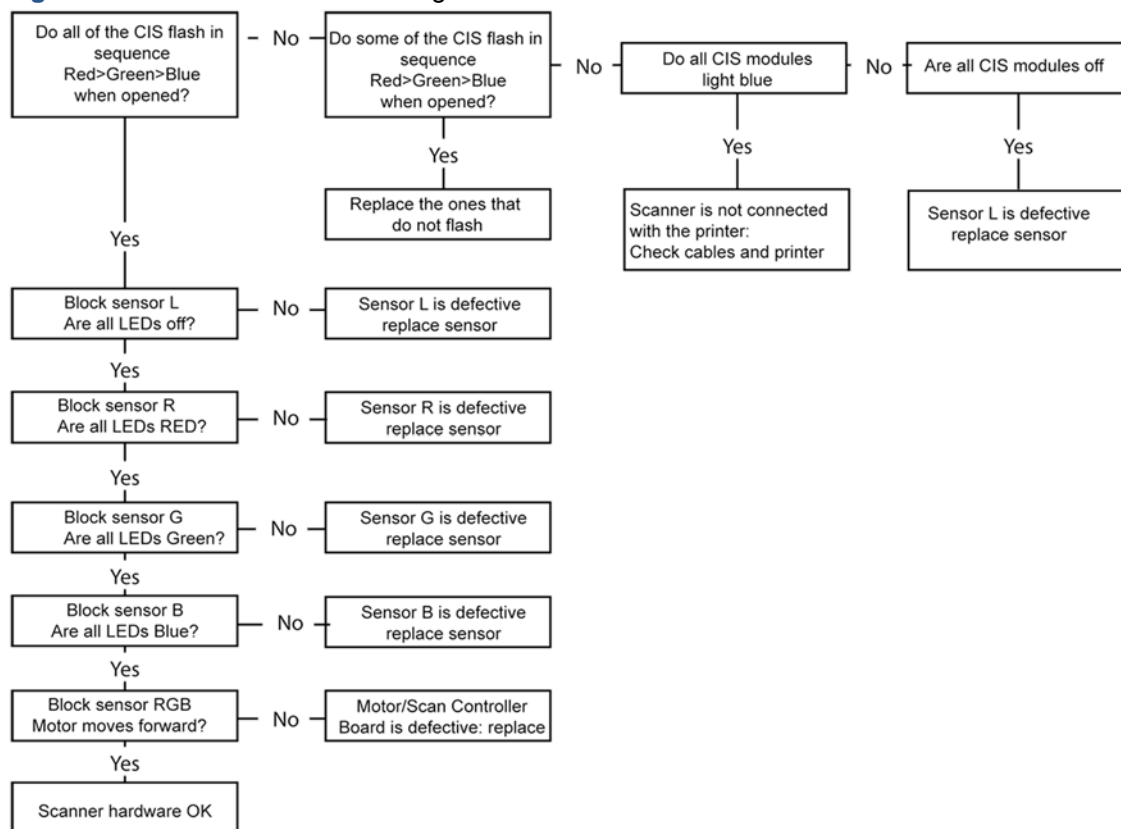 Do all of the CIS flash in
sequence
Red>Green>Blue
when opened?
No
Do some of the CIS flash in
sequence
Red>Green>Blue
when opened?
No
Do all CIS modules
light blue
No
Are all CIS modules off
Yes
Replace the ones that
do not flash
Yes
Scanner is not connected
with the printer:
Check cables and printer
Yes
Sensor L is defective
replace sensor
Yes
Block sensor L
Are all LEDs off?
No
Sensor L is defective
replace sensor
Yes
Block sensor R
Are all LEDs RED?
No
Sensor R is defective
replace sensor
Yes
Block sensor G
Are all LEDs Green?
No
Sensor G is defective
replace sensor
Yes
Block sensor B
Are all LEDs Blue?
No
Sensor B is defective
replace sensor
Yes
Block sensor RGB
Motor moves forward?
No
Motor/Scan Controller
Board is defective: replace
Yes
Scanner hardware OK